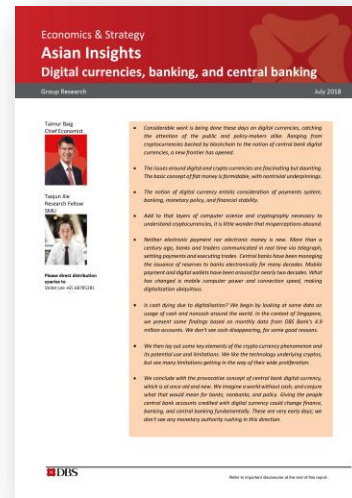 Economics & Strategy
Asian Insights
Digital currencies, banking, and central banking
Group Research
July 2018
Taimur Baig
Chief Economist
Taojun Xie
Research Fellow
SMU
Please direct distribution
queries to
Violet Lee +65 68785281
• Considerable work is being done these days on digital currencies, catching
the attention of the public and policy-makers alike. Ranging from
cryptocurrencies backed by blockchain to the notion of central bank digital
currencies, a new frontier has opened.
• The issues around digital and crypto currencies are fascinating but daunting.
The basic concept of fiat money is formidable, with nontrivial underpinnings.
• The notion of digital currency entails consideration of payments system,
banking, monetary policy, and financial stability.
• Add to that layers of computer science and cryptography necessary to
understand cryptocurrencies, it is little wonder that misperceptions abound.
• Neither electronic payment nor electronic money is new. More than a
century ago, banks and traders communicated in real time via telegraph,
settling payments and executing trades. Central banks have been managing
the issuance of reserves to banks electronically for many decades. Mobile
payment and digital wallets have been around for nearly two decades. What
has changed is mobile computer power and connection speed, making
digitalisation ubiquitous.
• Is cash dying due to digitalisation? We begin by looking at some data on
usage of cash and noncash around the world. In the context of Singapore,
we present some findings based on monthly data from DBS Bank's 4.9
million accounts. We don't see cash disappearing, for some good reasons.
• We then lay out some key elements of the crypto currency phenomenon and
its potential use and limitations. We like the technology underlying cryptos,
but see many limitations getting in the way of their wide proliferation.
• We conclude with the provocative concept of central bank digital currency,
which is at once old and new. We imagine a world without cash, and conjure
what that would mean for banks, nonbanks, and policy. Giving the people
central bank accounts credited with digital currency could change finance,
banking, and central banking fundamentally. These are very early days; we
don't see any monetary authority rushing in this direction.
DBS
Refer to important disclosures at the end of this report